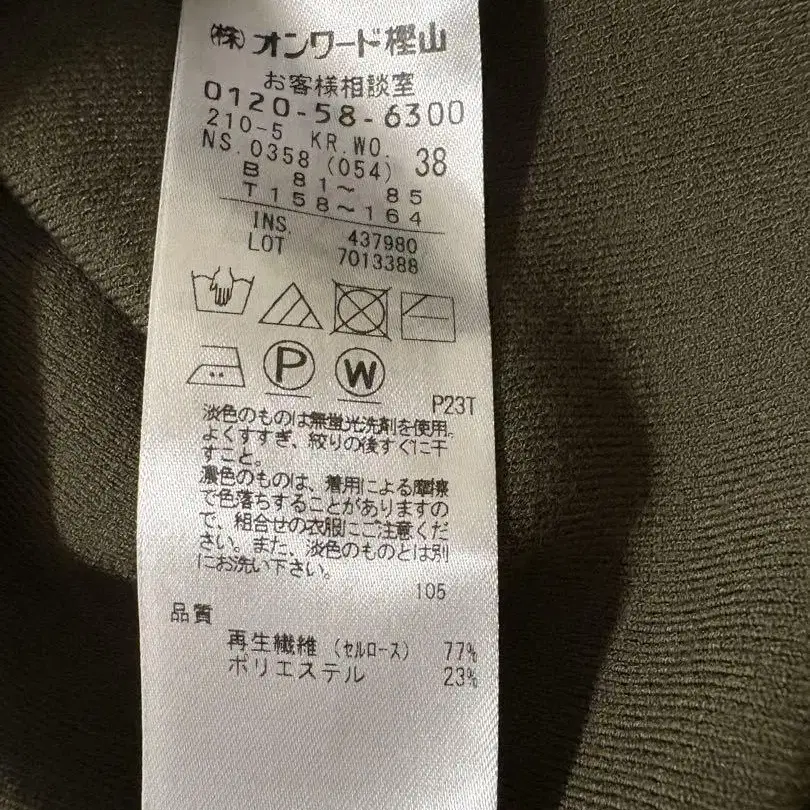 ㈱オンワード樫山
お客様相談室
0120-58-6300
210-5 KR.WO.
NS.0358 (054) 38
B 81〜 85
T 158〜164
INS. 437980
LOT 7013388
P
W
P23T
淡色のものは無蛍光洗剤を使用。
よくすすぎ、絞りの後すぐに干
すこと。
濃色のものは、着用による摩擦
で色落ちすることがありますの
で、組合せの衣服にご注意くだ
さい。また、淡色のものとは別
にお洗い下さい。
105
品質
再生繊維（セルロース） 77%
ポリエステル 23%